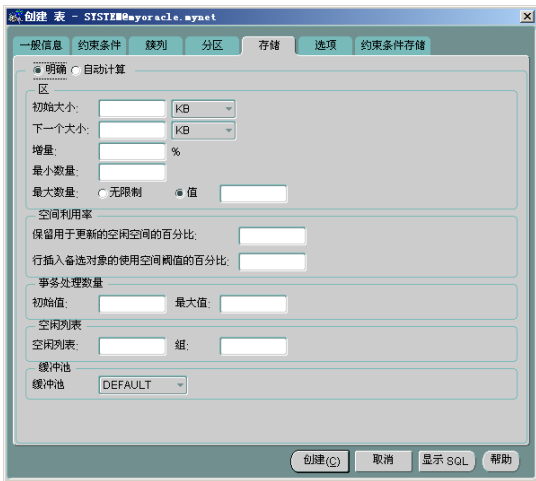 创建 表 - SYSTEM@myoracle.mynet
一般信息 约束条件 簇列 分区 存储 选项 约束条件存储
明确 自动计算
区
初始大小: KB
下一个大小: KB
增量: %
最小数量:
最大数量: 无限制 值
空间利用率
保留用于更新的空闲空间的百分比:
行插入备选对象的使用空间阈值的百分比:
事务处理数量
初始值: 最大值:
空闲列表
空闲列表: 组:
缓冲池
缓冲池 DEFAULT
创建(C) 取消 显示 SQL 帮助